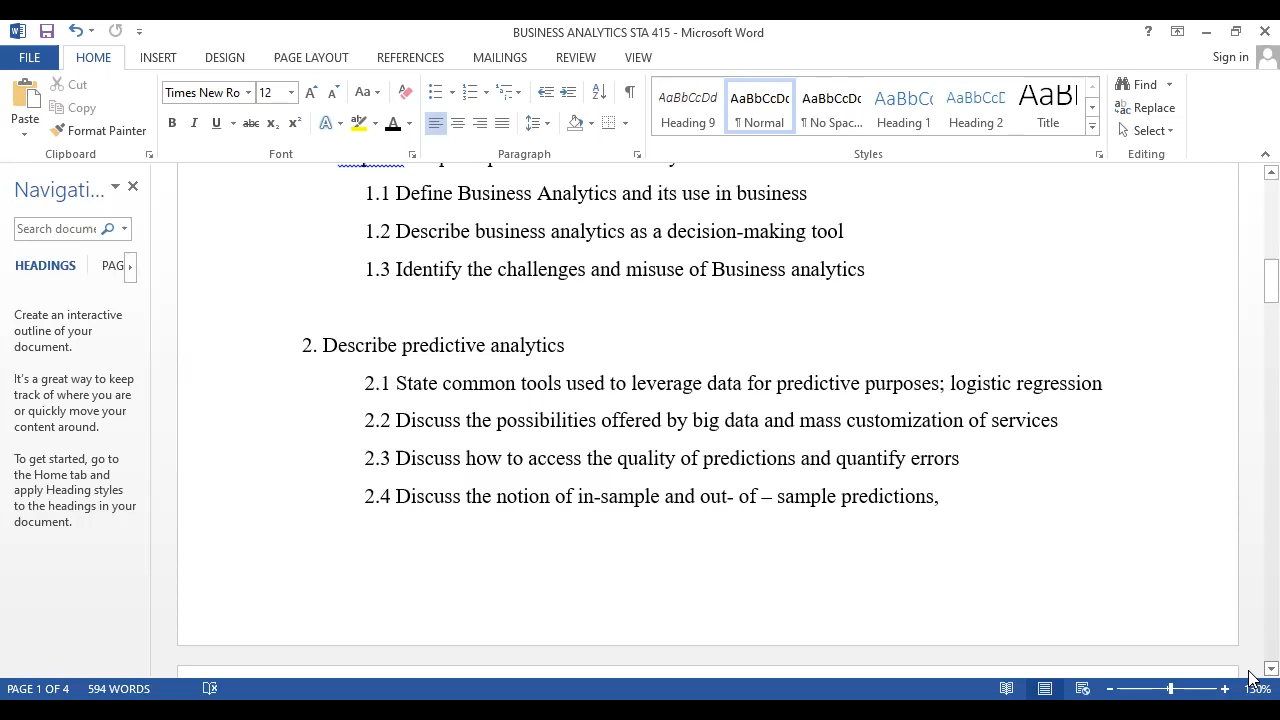 BUSINESS ANALYTICS STA 415 - Microsoft Word
FILE HOME INSERT DESIGN PAGE LAYOUT REFERENCES MAILINGS REVIEW VIEW Sign in
Paste
Cut
Copy
Format Painter
Clipboard
Times New Ro 12
Font
Paragraph
AaBbCcDd Heading 9
AaBbCcDc ¶ Normal
AaBbCcDc ¶ No Spac...
AaBbCc Heading 1
AaBbCcD Heading 2
AaBl Title
Styles
Find
Replace
Select
Editing
Navigati...
Search docume
HEADINGS PAG
Create an interactive
outline of your
document.
It's a great way to keep
track of where you are
or quickly move your
content around.
To get started, go to
the Home tab and
apply Heading styles
to the headings in your
document.
1.1 Define Business Analytics and its use in business
1.2 Describe business analytics as a decision-making tool
1.3 Identify the challenges and misuse of Business analytics
2. Describe predictive analytics
2.1 State common tools used to leverage data for predictive purposes; logistic regression
2.2 Discuss the possibilities offered by big data and mass customization of services
2.3 Discuss how to access the quality of predictions and quantify errors
2.4 Discuss the notion of in-sample and out- of – sample predictions,
PAGE 1 OF 4 594 WORDS 130%